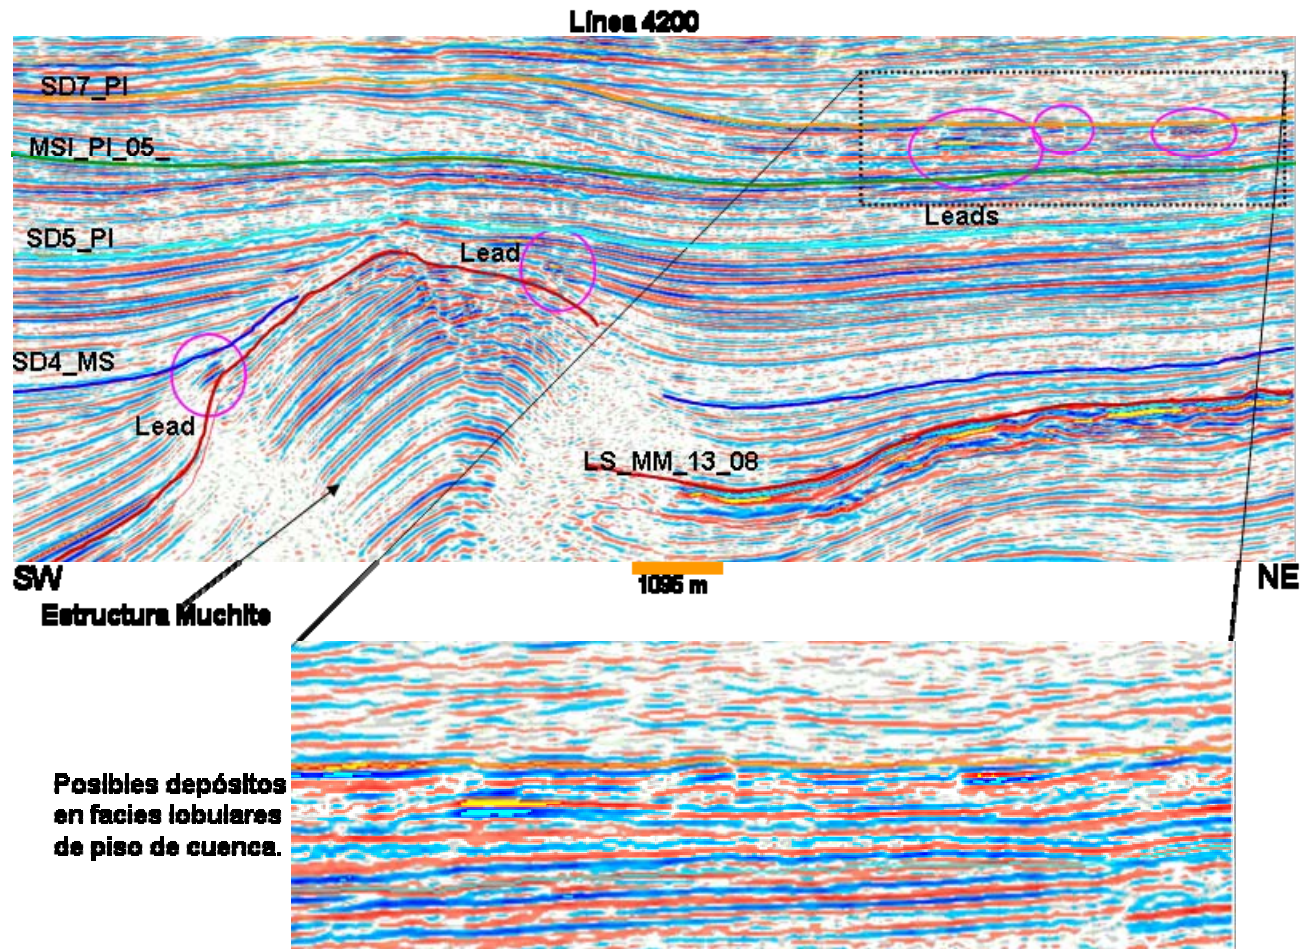 Línea 4200
SD7_PI
MSI_PI_05_
Leads
SD5_PI
Lead
SD4_MS
Lead
LS_MM_13_08
SW
1095 m
NE
Estructura Muchite
Posibles depósitos
en facies lobulares
de piso de cuenca.